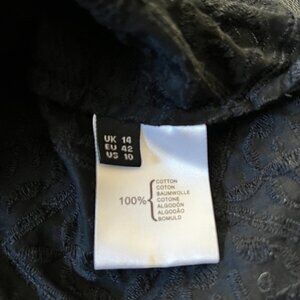 UK 14
EU 42
US 10
100%
COTTON
COTON
BAUMWOLLE
COTONE
ALGODÓN
ALGODÃO
BOMULD